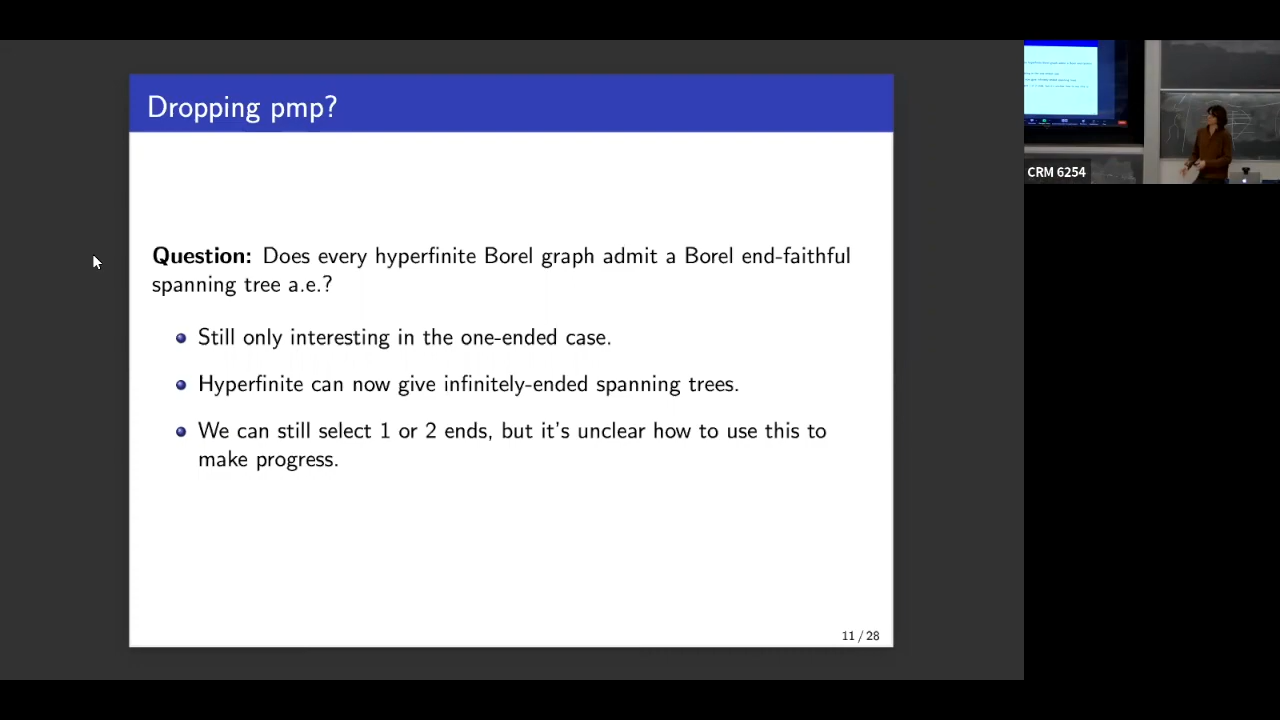 Dropping pmp?
Question: Does every hyperfinite Borel graph admit a Borel end-faithful
spanning tree a.e.?
Still only interesting in the one-ended case.
Hyperfinite can now give infinitely-ended spanning trees.
We can still select 1 or 2 ends, but it's unclear how to use this to
make progress.
11 / 28
CRM 6254